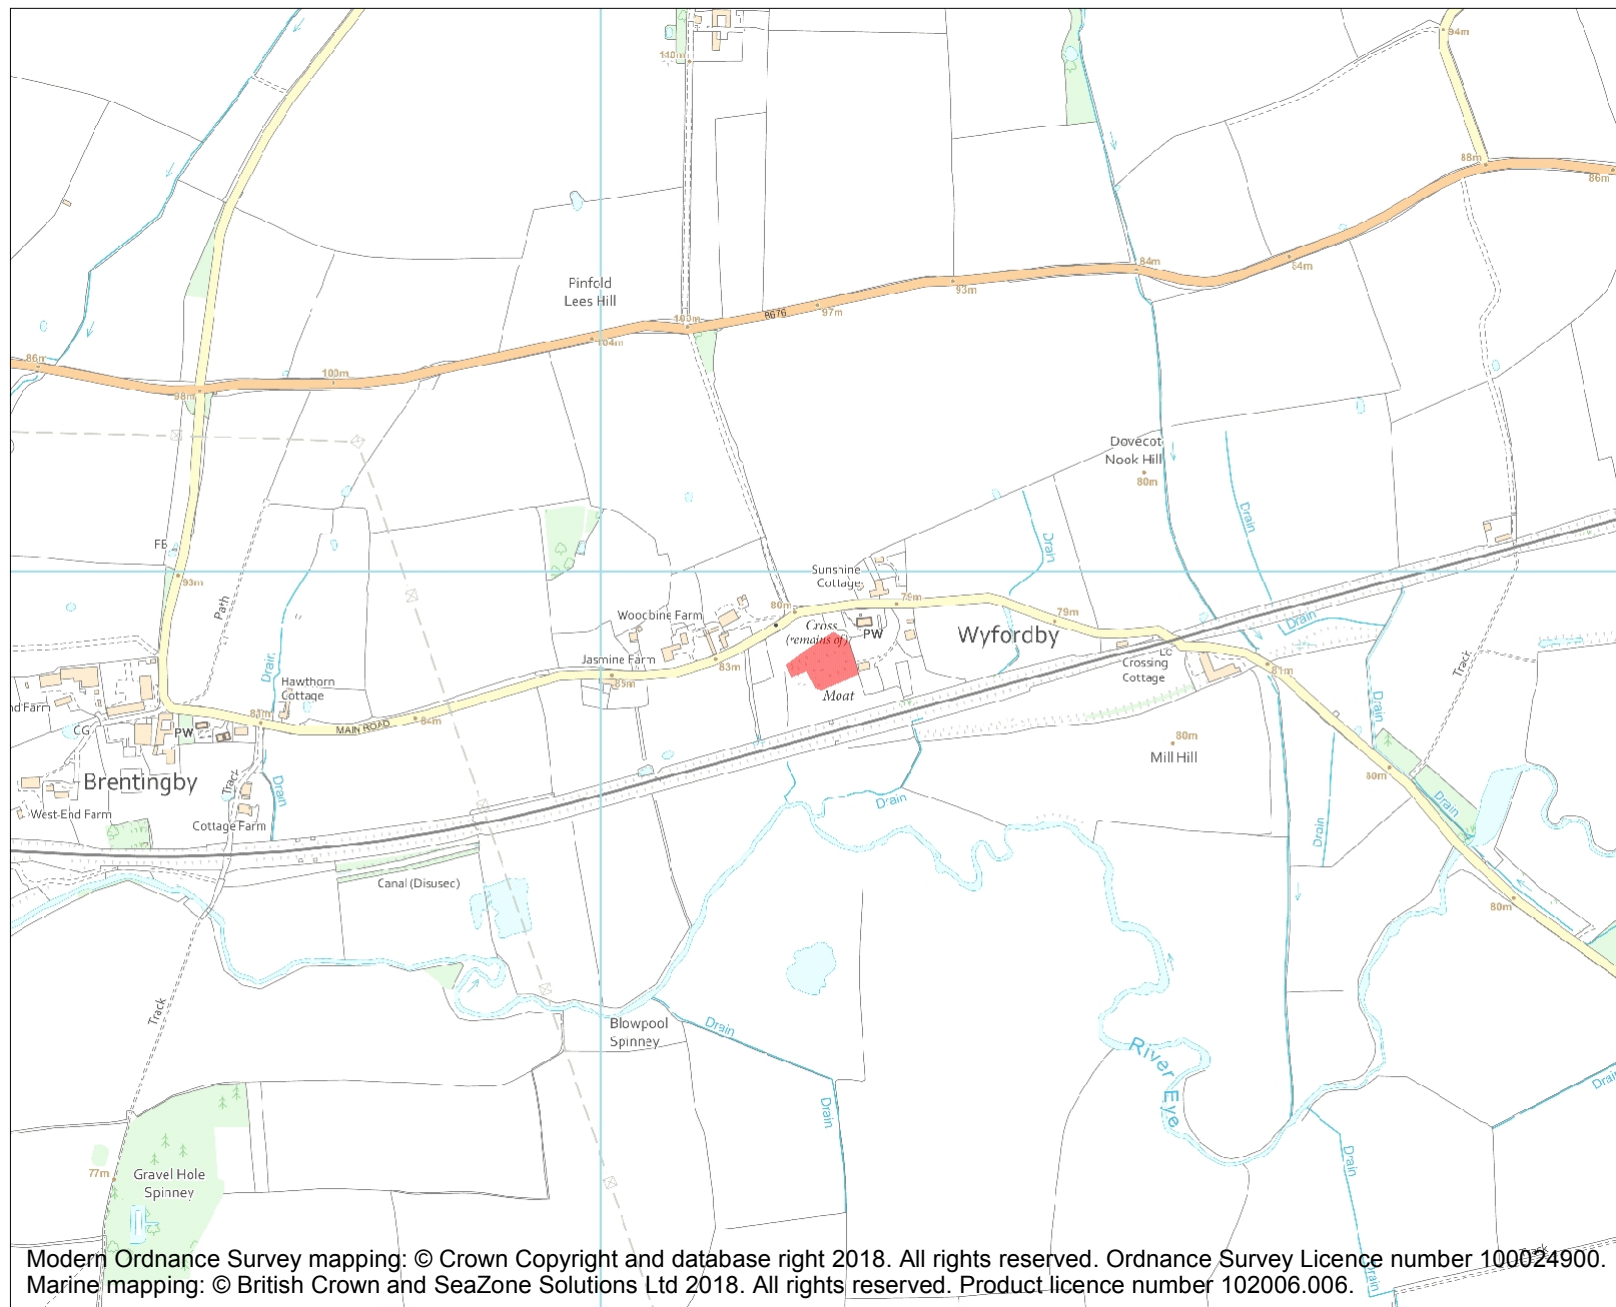 94m
110m
88m
86m
Pinfold
Lees Hill
84m
84m
93m
100m
B676
97m
104m
86m
100m
98m
Dovecot
Nook Hill
80m
Drain
Drain
FB
93m
Sunshine
Cottage
Path
Woodbine Farm
80m
79m
79m
Cross
(remains of)
PW
Wyfordby
Drain
LC
Crossing
Cottage
Jasmine Farm
83m
85m
Moat
81m
Track
Drain
Hawthorn
Cottage
83m
MAIN ROAD
84m
CG
PW
Drain
80m
Mill Hill
Brentingby
Track
Drain
80m
Drain
Drain
West-End Farm
Cottage Farm
Drain
Canal (Disused)
80m
Track
Blowpool
Spinney
Drain
River Eye
Drain
Drain
Drain
77m
Gravel Hole
Spinney
Track
Drain
Modern Ordnance Survey mapping: © Crown Copyright and database right 2018. All rights reserved. Ordnance Survey Licence number 100024900.
Marine mapping: © British Crown and SeaZone Solutions Ltd 2018. All rights reserved. Product licence number 102006.006.